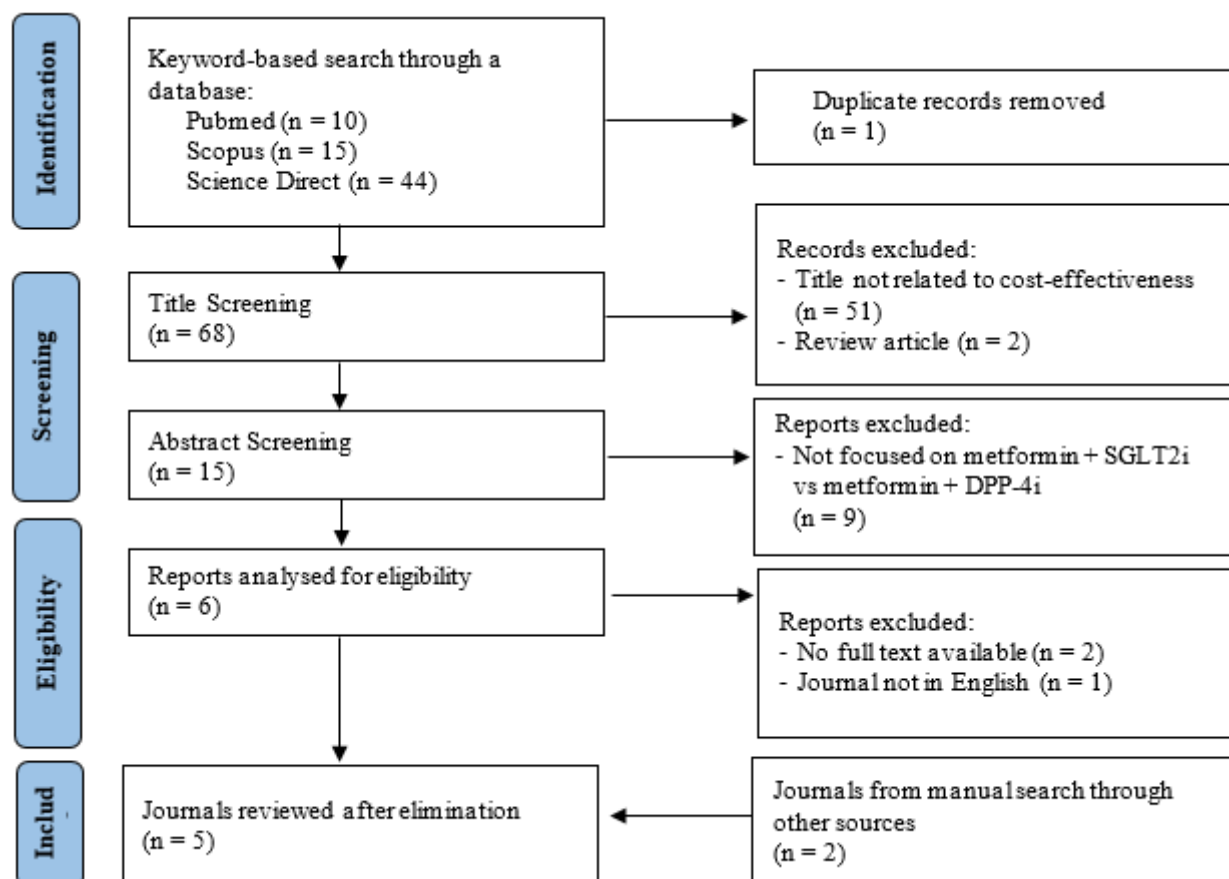 Identification
Keyword-based search through a
database:
Pubmed (n = 10)
Scopus (n = 15)
Science Direct (n = 44)
Duplicate records removed
(n = 1)
Screening
Title Screening
(n = 68)
Records excluded:
- Title not related to cost-effectiveness
(n = 51)
- Review article (n = 2)
Abstract Screening
(n = 15)
Reports excluded:
- Not focused on metformin + SGLT2i
vs metformin + DPP-4i
(n = 9)
Eligibility
Reports analysed for eligibility
(n = 6)
Reports excluded:
- No full text available (n = 2)
- Journal not in English (n = 1)
Includ
Journals reviewed after elimination
(n = 5)
Journals from manual search through
other sources
(n = 2)